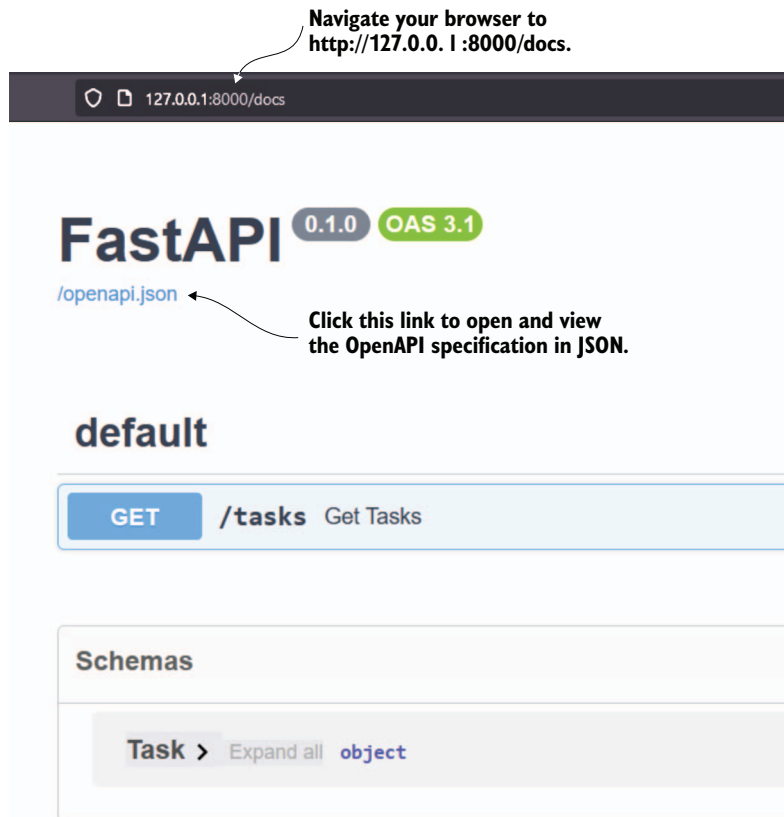 Navigate your browser to
http://127.0.0.1:8000/docs.
127.0.0.1:8000/docs
FastAPI 0.1.0 OAS 3.1
/openapi.json
Click this link to open and view
the OpenAPI specification in JSON.
default
GET /tasks Get Tasks
Schemas
Task > Expand all object